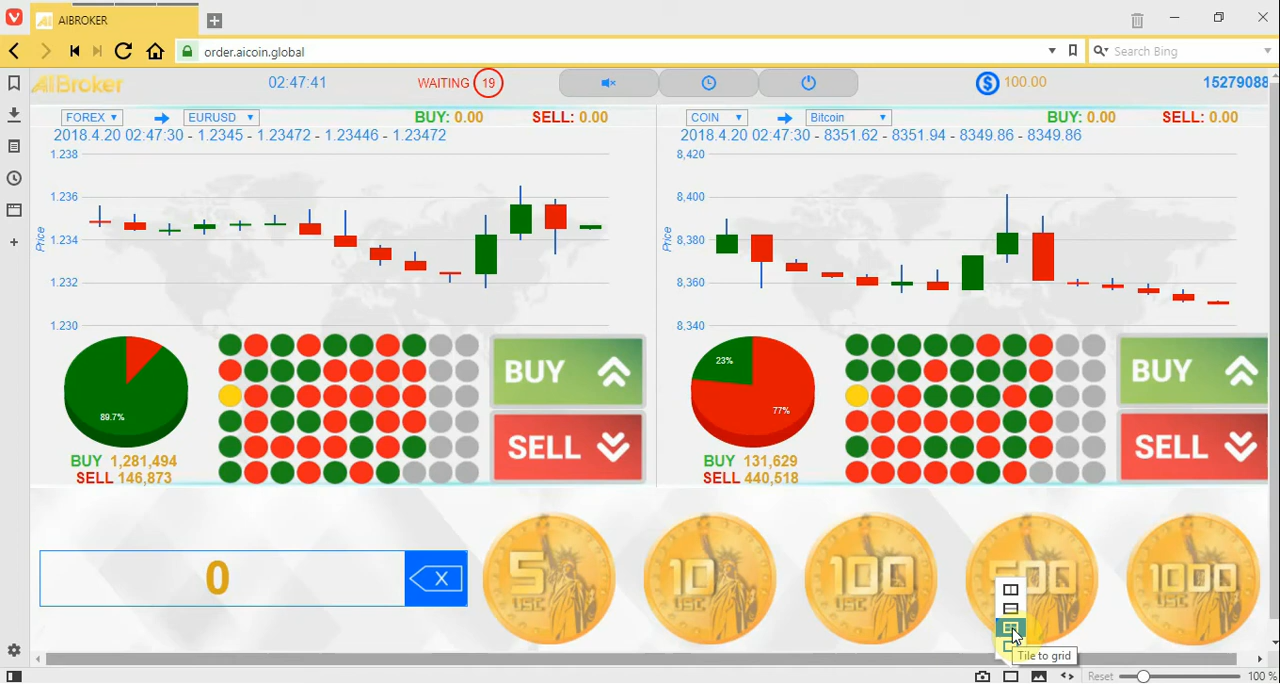 AIBROKER
order.aicoin.global
Search Bing
AIBroker
02:47:41
WAITING 19
100.00
15279088
FOREX
EURUSD
BUY: 0.00
SELL: 0.00
2018.4.20 02:47:30 - 1.2345 - 1.23472 - 1.23446 - 1.23472
1.238
1.236
1.234
1.232
1.230
Price
COIN
Bitcoin
BUY: 0.00
SELL: 0.00
2018.4.20 02:47:30 - 8351.62 - 8351.94 - 8349.86 - 8349.86
8,420
8,400
8,380
8,360
8,340
Price
89.7%
BUY 1,281,494
SELL 146,873
BUY
SELL
23%
77%
BUY 131,629
SELL 440,518
BUY
SELL
0
X
5
USC
10
USC
100
USC
500
1000
USC
Tile to grid
Reset
100 %